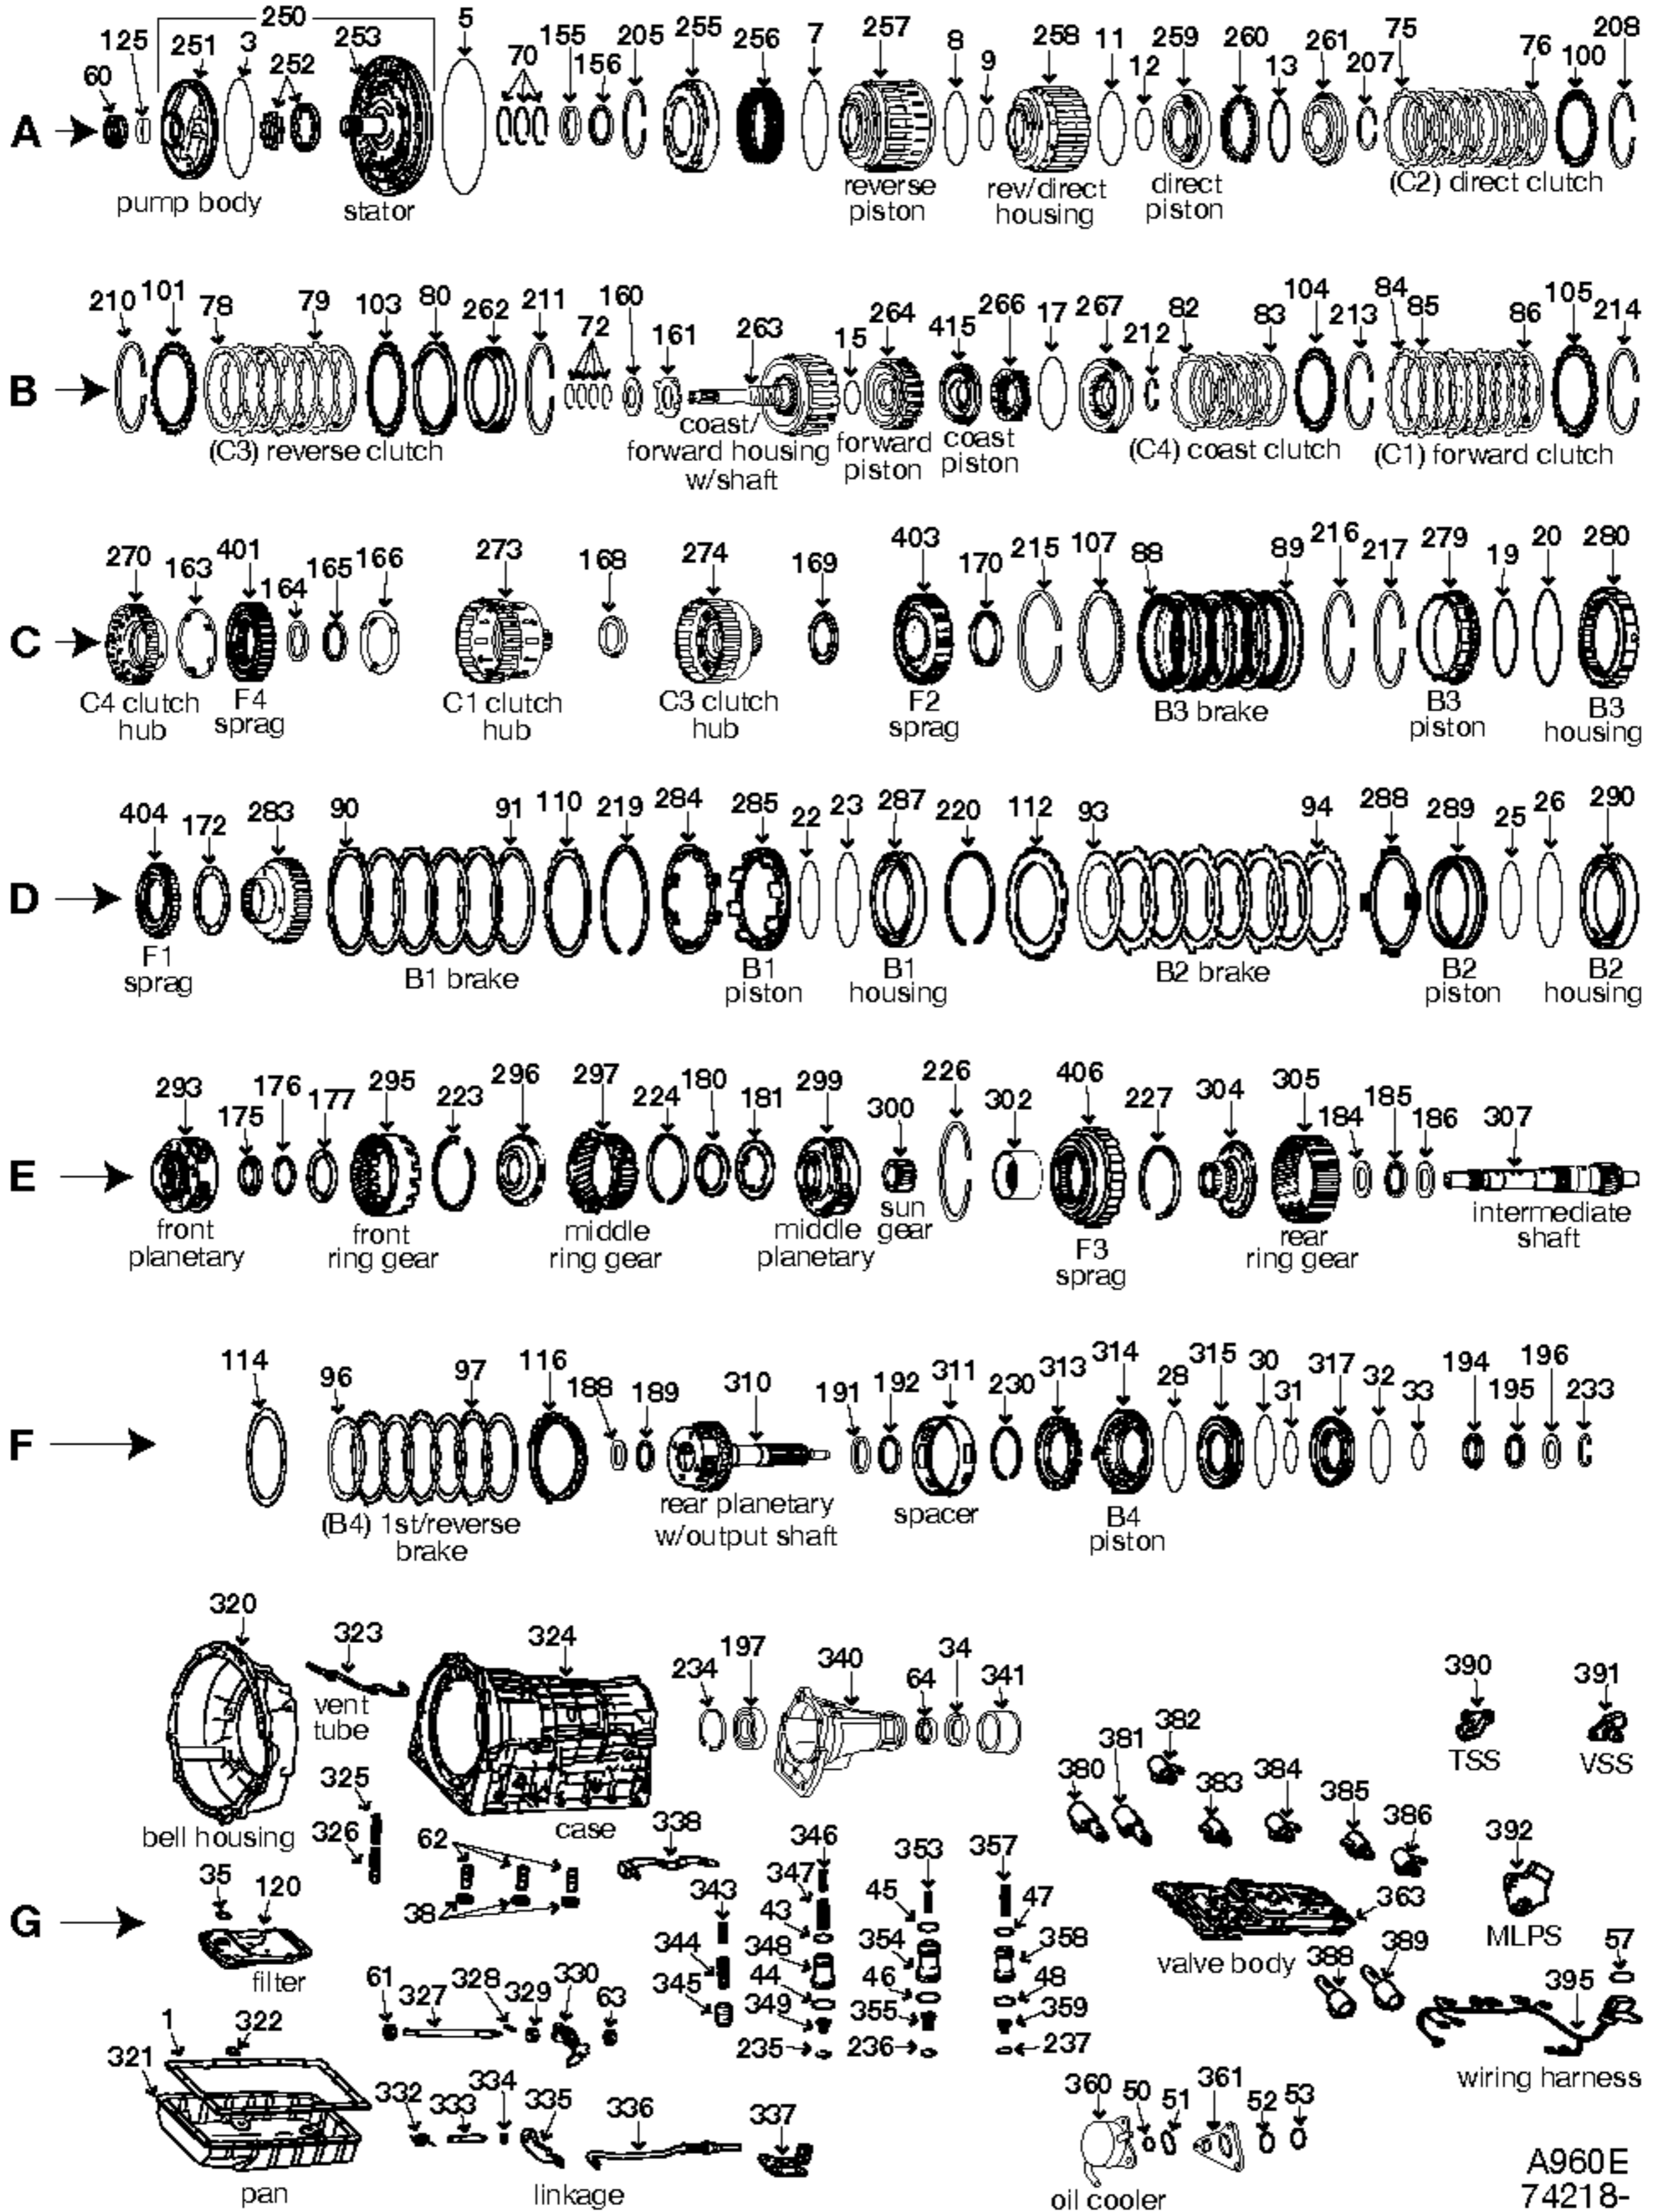 250
5
125 251 3 253 252
60
70 155 156 205 255 256 7 257 8 9 258 11 12 259 260 13 261 207 75 76 100 208
A
pump body
stator
reverse
piston
rev/direct
housing
direct
piston
(C2) direct clutch
210 101 78 79 103 80 262 211 72 160 161 263 15 264 415 266 17 267 212 82 83 104 213 84 85 86 105 214
B
(C3) reverse clutch
coast/
forward housing
w/shaft
forward
piston
coast
piston
(C4) coast clutch
(C1) forward clutch
270 163 401 164 165 166 273 168 274 169 403 170 215 107 88 89 216 217 279 19 20 280
C
C4 clutch
hub
F4
sprag
C1 clutch
hub
C3 clutch
hub
F2
sprag
B3 brake
B3
piston
B3
housing
404 172 283 90 91 110 219 284 285 22 23 287 220 112 93 94 288 289 25 26 290
D
F1
sprag
B1 brake
B1
piston
B1
housing
B2 brake
B2
piston
B2
housing
293 175 176 177 295 223 296 297 224 180 181 299 300 226 302 406 227 304 305 184 185 186 307
E
front
planetary
front
ring gear
middle
ring gear
middle
planetary
sun
gear
F3
sprag
rear
ring gear
intermediate
shaft
114 96 97 116 188 189 310 191 192 311 230 313 314 28 315 30 31 317 32 33 194 195 196 233
F
(B4) 1st/reverse
brake
rear planetary
w/output shaft
spacer
B4
piston
320 323 324 234 197 340 64 34 341 390 391
vent
tube
TSS
VSS
380 381 382 383 384 385 386 392
325
326
bell housing
case
62
38
338
346
347
43
348
44
349
235
343
344
345
353
45
354
46
355
236
357
47
358
48
359
237
363
valve body
MLPS
388 389 395 57
wiring harness
G
35 120
filter
61 327 328 329 330 63
1 322
321
pan
332 333 334 335 336 337
linkage
360 50 51 361 52 53
oil cooler
A960E
74218-